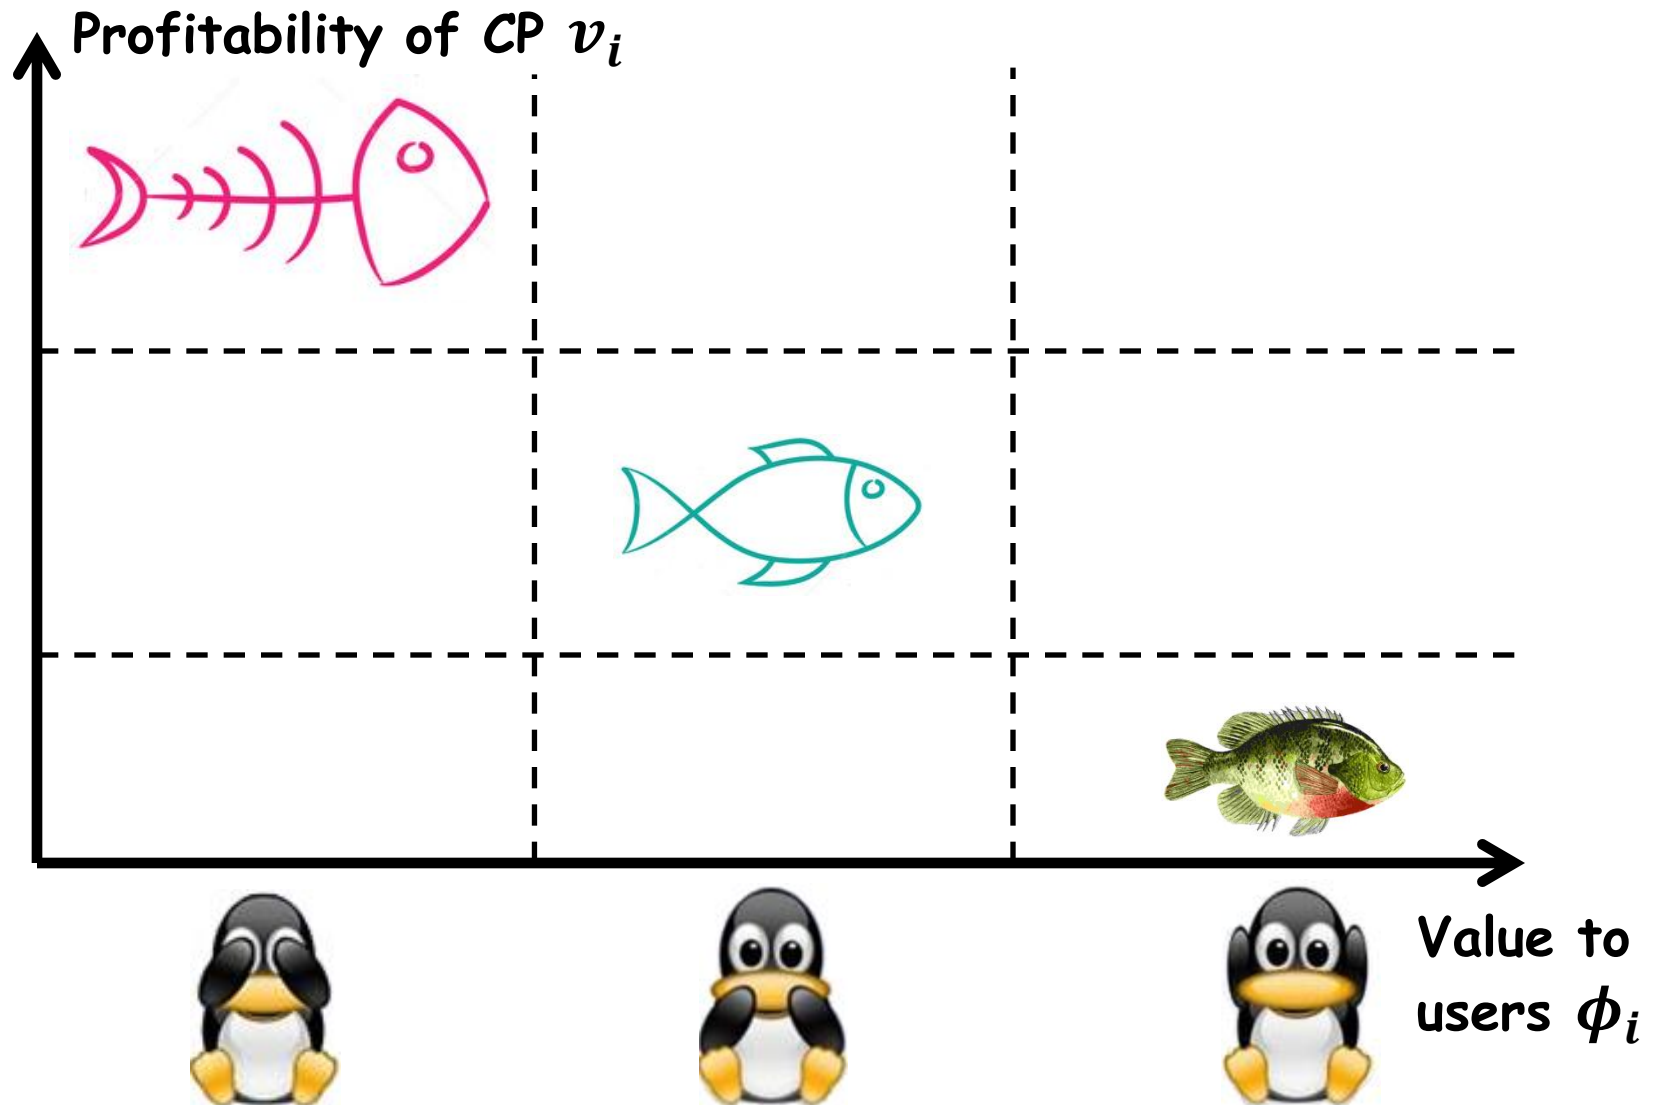 Profitability of CP v_i
Value to
users ϕ_i